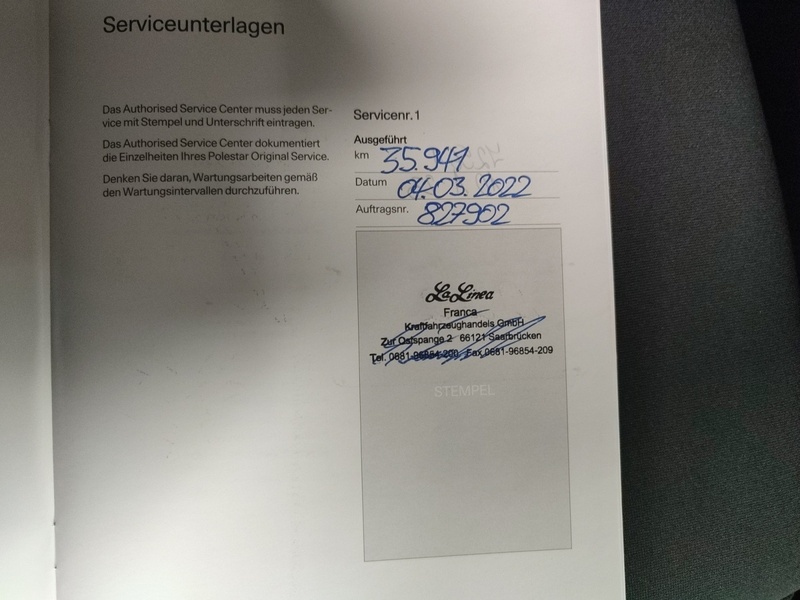 Serviceunterlagen
Das Authorised Service Center muss jeden Ser-
vice mit Stempel und Unterschrift eintragen.
Das Authorised Service Center dokumentiert
die Einzelheiten Ihres Polestar Original Service.
Denken Sie daran, Wartungsarbeiten gemäß
den Wartungsintervallen durchzuführen.
Servicenr. 1
Ausgeführt
km 35.941
Datum 04.03.2022
Auftragsnr. 827902
La Linea
Franca
Kraftfahrzeughandels GmbH
Zur Ostspange 2 66121 Saarbrücken
Tel. 0681- Fax 0681-96854-209
STEMPEL